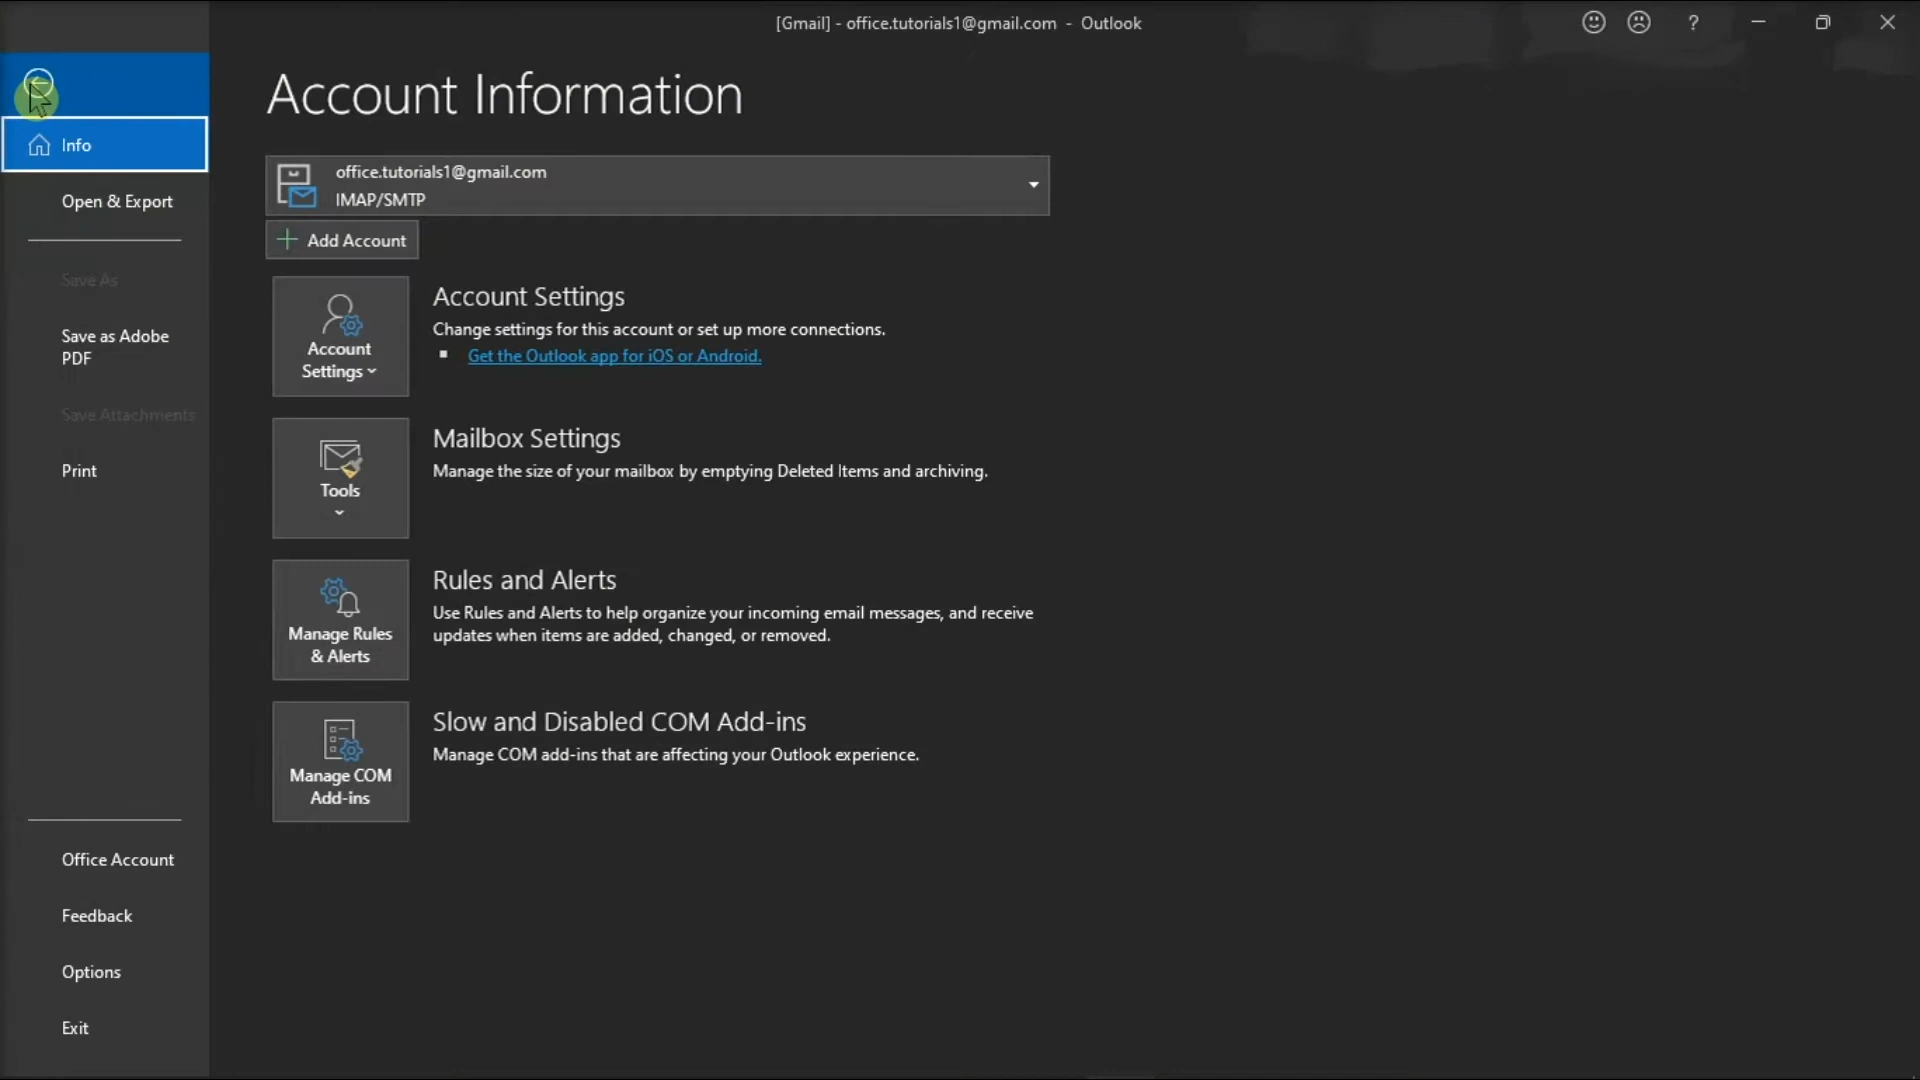 [Gmail] - office.tutorials1@gmail.com - Outlook
?
Info
Open & Export
Save As
Save as Adobe
PDF
Save Attachments
Print
Office Account
Feedback
Options
Exit
Account Information
office.tutorials1@gmail.com
IMAP/SMTP
Add Account
Account
Settings
Account Settings
Change settings for this account or set up more connections.
Get the Outlook app for iOS or Android.
Tools
Mailbox Settings
Manage the size of your mailbox by emptying Deleted Items and archiving.
Manage Rules
& Alerts
Rules and Alerts
Use Rules and Alerts to help organize your incoming email messages, and receive
updates when items are added, changed, or removed.
Manage COM
Add-ins
Slow and Disabled COM Add-ins
Manage COM add-ins that are affecting your Outlook experience.